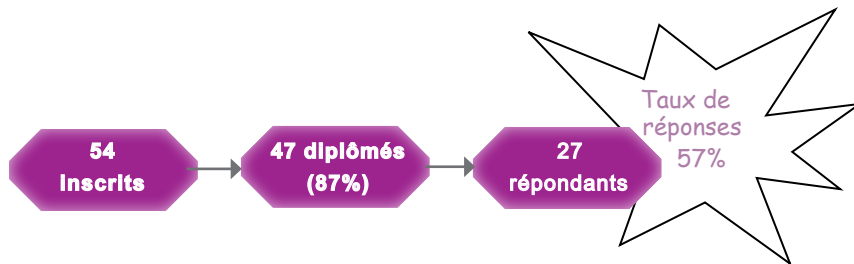 54
inscrits
47 diplômés
(87%)
27
répondants
Taux de
réponses
57%